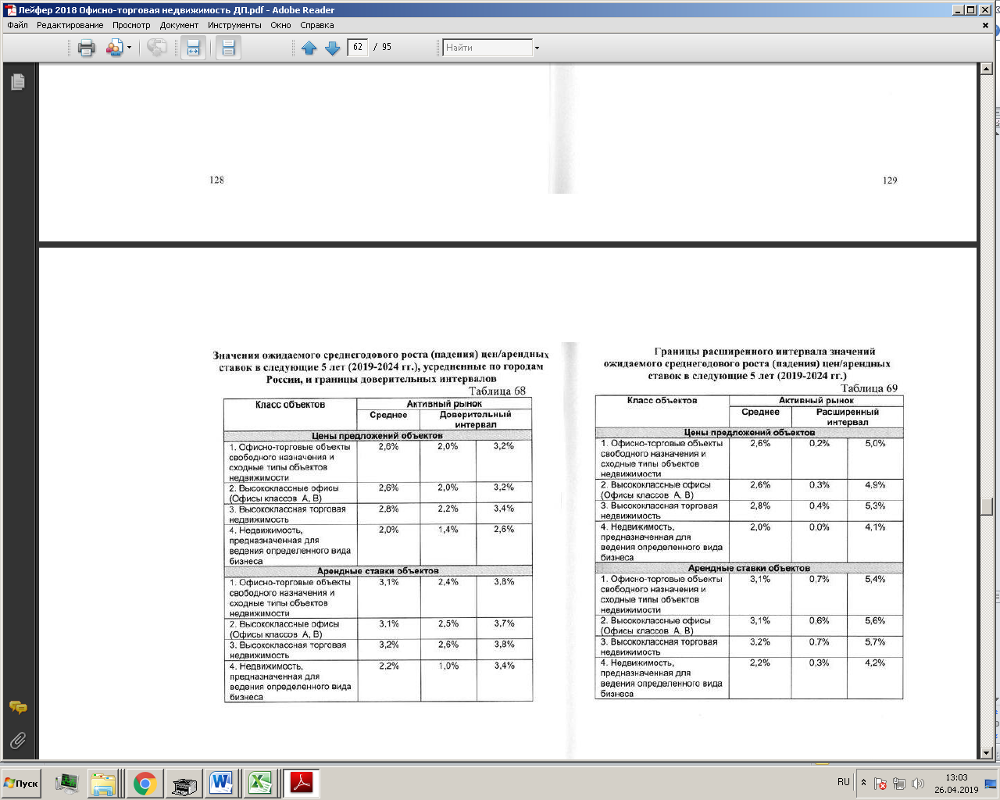 Лейфер 2018 Офисно-торговая недвижимость ДП.pdf - Adobe Reader
Файл Редактирование Просмотр Документ Инструменты Окно Справка
62 / 95 Найти
128
129
Значения ожидаемого среднегодового роста (падения) цен/арендных
ставок в следующие 5 лет (2019-2024 гг.), усредненные по городам
России, и границы доверительных интервалов
Таблица 68
Класс объектов Активный рынок
Среднее Доверительный
интервал
Цены предложений объектов
1. Офисно-торговые объекты 2,6% 2,0% 3,2%
свободного назначения и
сходные типы объектов
недвижимости
2. Высококлассные офисы 2,6% 2,0% 3,2%
(Офисы классов А, В)
3. Высококлассная торговая 2,8% 2,2% 3,4%
недвижимость
4. Недвижимость, 2,0% 1,4% 2,6%
предназначенная для
ведения определенного вида
бизнеса
Арендные ставки объектов
1. Офисно-торговые объекты 3,1% 2,4% 3,8%
свободного назначения и
сходные типы объектов
недвижимости
2. Высококлассные офисы 3,1% 2,5% 3,7%
(Офисы классов А, В)
3. Высококлассная торговая 3,2% 2,6% 3,8%
недвижимость
4. Недвижимость, 2,2% 1,0% 3,4%
предназначенная для
ведения определенного вида
бизнеса
Границы расширенного интервала значений
ожидаемого среднегодового роста (падения) цен/арендных
ставок в следующие 5 лет (2019-2024 гг.)
Таблица 69
Класс объектов Активный рынок
Среднее Расширенный
интервал
Цены предложений объектов
1. Офисно-торговые объекты 2,6% 0,2% 5,0%
свободного назначения и
сходные типы объектов
недвижимости
2. Высококлассные офисы 2,6% 0,3% 4,9%
(Офисы классов А, В)
3. Высококлассная торговая 2,8% 0,4% 5,3%
недвижимость
4. Недвижимость, 2,0% 0,0% 4,1%
предназначенная для
ведения определенного вида
бизнеса
Арендные ставки объектов
1. Офисно-торговые объекты 3,1% 0,7% 5,4%
свободного назначения и
сходные типы объектов
недвижимости
2. Высококлассные офисы 3,1% 0,6% 5,6%
(Офисы классов А, В)
3. Высококлассная торговая 3,2% 0,7% 5,7%
недвижимость
4. Недвижимость, 2,2% 0,3% 4,2%
предназначенная для
ведения определенного вида
бизнеса
Пуск
RU
13:03
26.04.2019